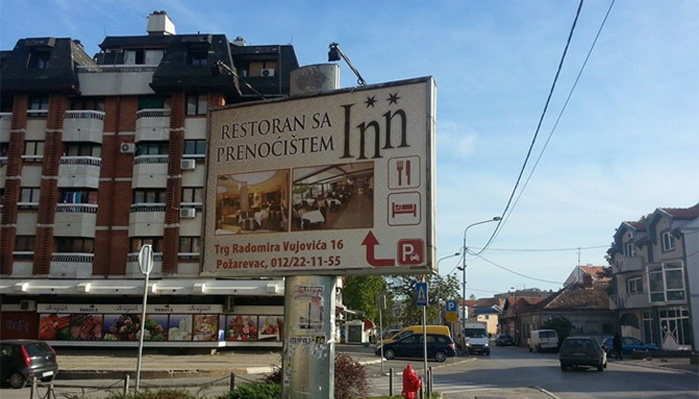 RESTORAN SA
PRENOĆIŠTEM
Inn
Trg Radomira Vujovića 16
Požarevac, 012/22-11-55
P
P